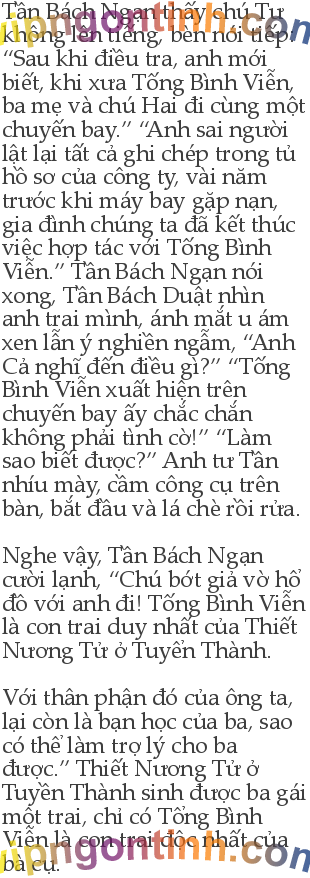 Tần Bách Ngạn thấy chú Tư
không lên tiếng, bèn nói tiếp:
“Sau khi điều tra, anh mới
biết, khi xưa Tống Bình Viễn,
ba mẹ và chú Hai đi cùng một
chuyến bay.” “Anh sai người
lật lại tất cả ghi chép trong tủ
hồ sơ của công ty, vài năm
trước khi máy bay gặp nạn,
gia đình chúng ta đã kết thúc
việc hợp tác với Tống Bình
Viễn.” Tần Bách Ngạn nói
xong, Tần Bách Duật nhìn
anh trai mình, ánh mắt u ám
xen lẫn ý nghiền ngẫm, “Anh
Cả nghĩ đến điều gì?” “Tống
Bình Viễn xuất hiện trên
chuyến bay ấy chắc chắn
không phải tình cờ!” “Làm
sao biết được?” Anh tư Tần
nhíu mày, cầm công cụ trên
bàn, bắt đầu và lá chè rồi rửa.
Nghe vậy, Tần Bách Ngạn
cười lạnh, “Chú bớt giả vờ hồ
đồ với anh đi! Tống Bình Viễn
là con trai duy nhất của Thiết
Nương Tử ở Tuyển Thành.
Với thân phận đó của ông ta,
lại còn là bạn học của ba, sao
có thể làm trợ lý cho ba
được.” Thiết Nương Tử ở
Tuyền Thành sinh được ba gái
một trai, chỉ có Tổng Bình
Viễn là con trai độc nhất của
bà cụ.